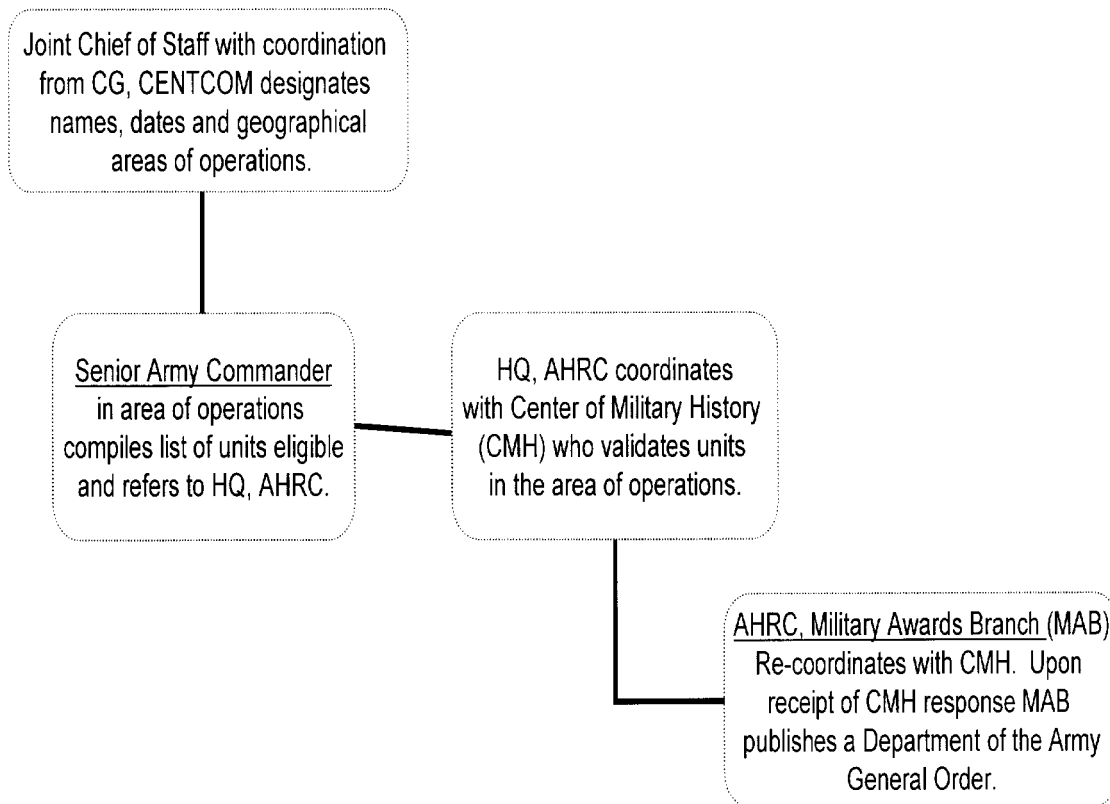 Joint Chief of Staff with coordination
from CG, CENTCOM designates
names, dates and geographical
areas of operations.
Senior Army Commander
in area of operations
compiles list of units eligible
and refers to HQ, AHRC.
HQ, AHRC coordinates
with Center of Military History
(CMH) who validates units
in the area of operations.
AHRC, Military Awards Branch (MAB)
Re-coordinates with CMH.  Upon
receipt of CMH response MAB
publishes a Department of the Army
General Order.